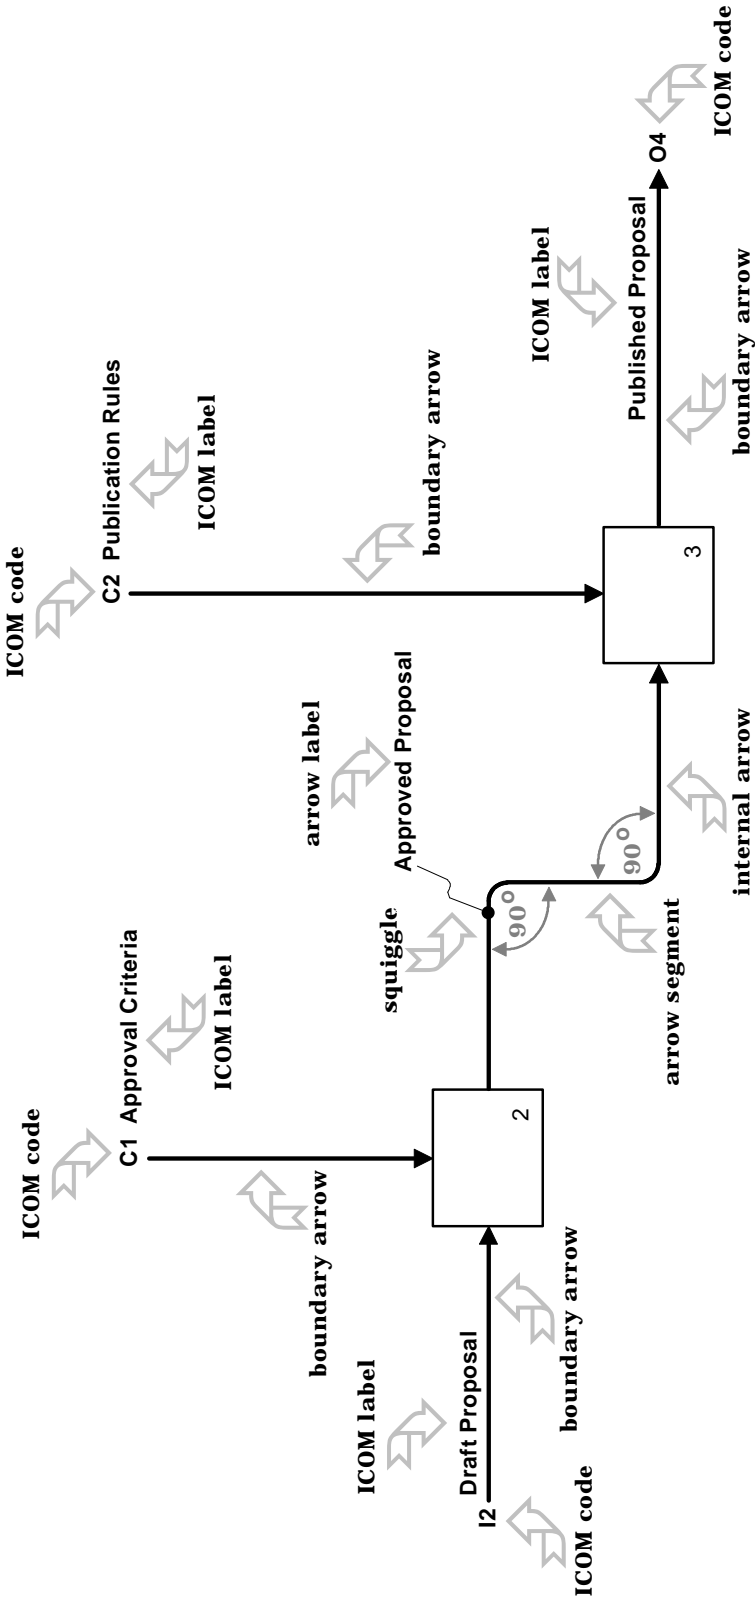 ICOM code
C1 Approval Criteria
ICOM label
boundary arrow
ICOM label
Draft Proposal
I2
ICOM code
boundary arrow
2
squiggle
90°
arrow label
Approved Proposal
90°
arrow segment
internal arrow
ICOM code
C2 Publication Rules
ICOM label
boundary arrow
3
ICOM label
Published Proposal
boundary arrow
O4
ICOM code